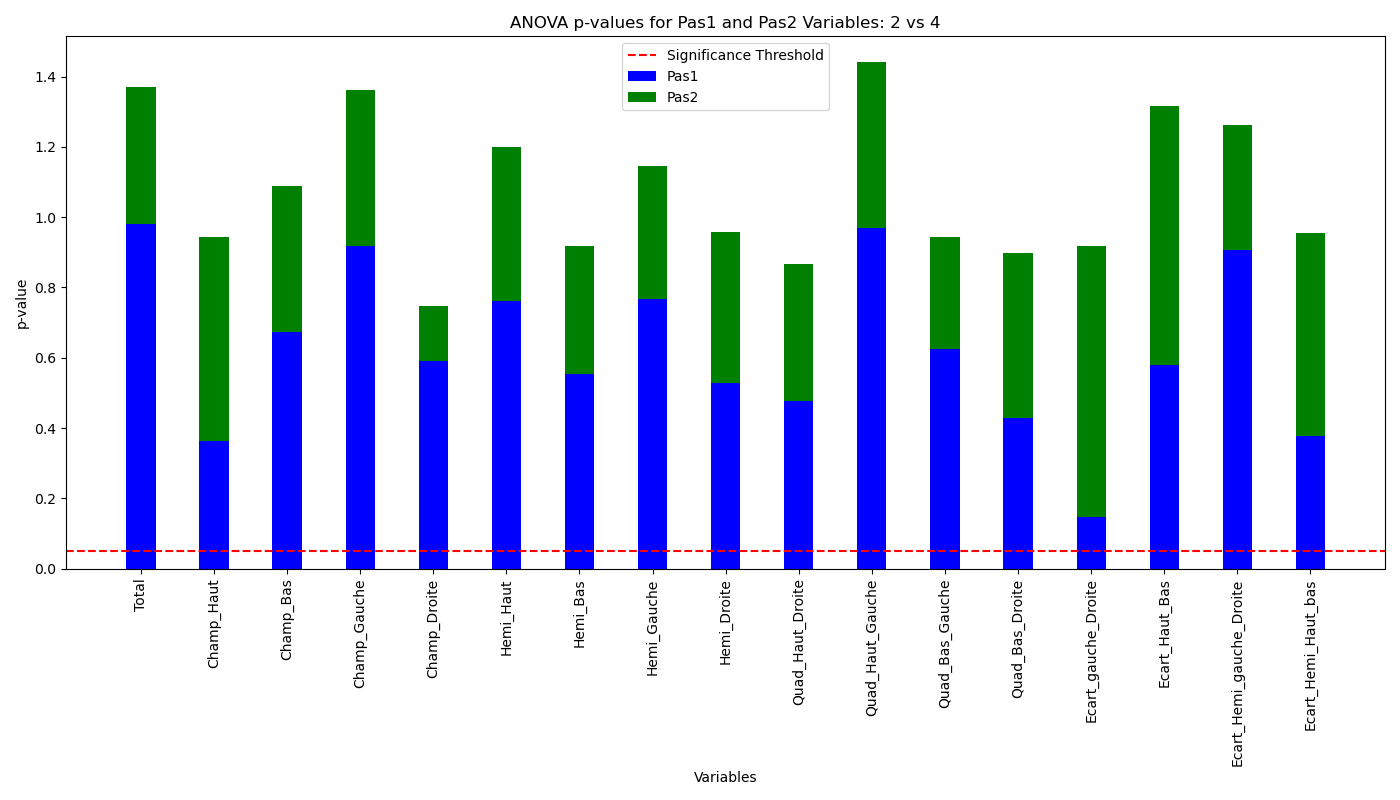 ANOVA p-values for Pas1 and Pas2 Variables: 2 vs 4
Significance Threshold
Pas1
Pas2
p-value
1.4
1.2
1.0
0.8
0.6
0.4
0.2
0.0
Total
Champ_Haut
Champ_Bas
Champ_Gauche
Champ_Droite
Hemi_Haut
Hemi_Bas
Hemi_Gauche
Hemi_Droite
Quad_Haut_Droite
Quad_Haut_Gauche
Quad_Bas_Gauche
Quad_Bas_Droite
Ecart_gauche_Droite
Ecart_Haut_Bas
Ecart_Hemi_gauche_Droite
Ecart_Hemi_Haut_bas
Variables